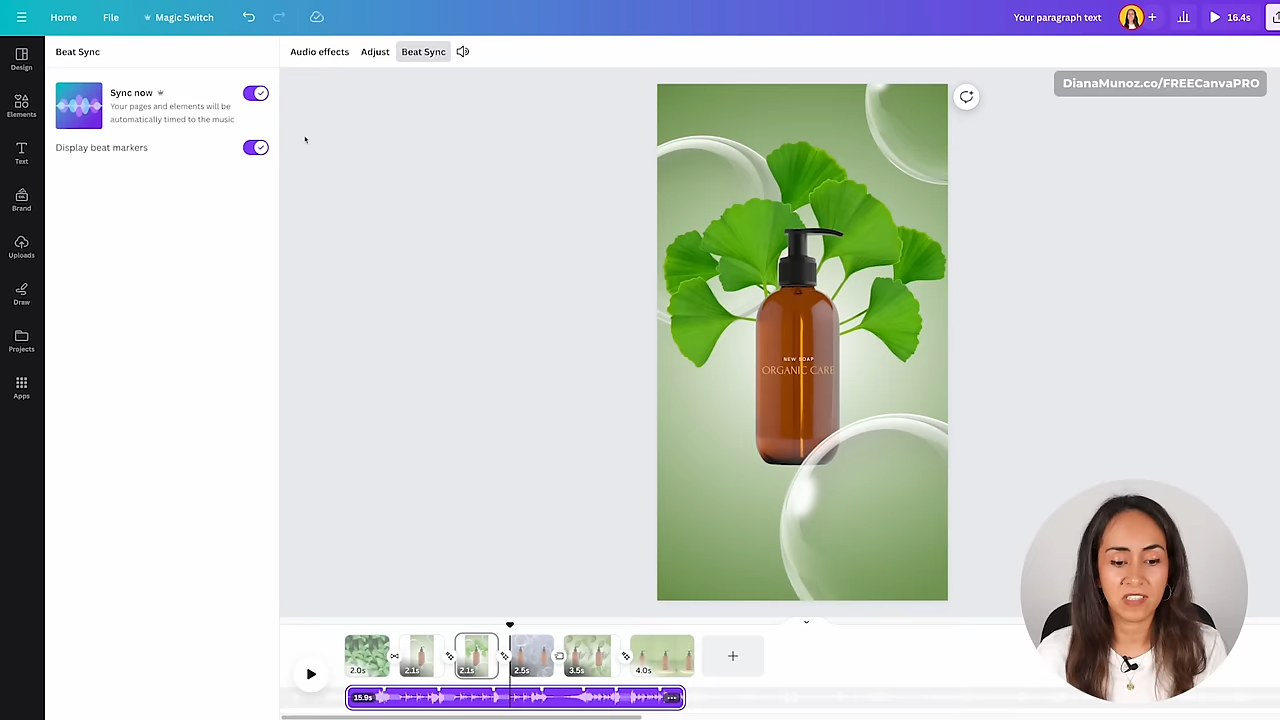 Home File Magic Switch Your paragraph text 16.4s
Design
Elements
Text
Brand
Uploads
Draw
Projects
Apps
Beat Sync
Sync now
Your pages and elements will be
automatically timed to the music
Display beat markers
Audio effects Adjust Beat Sync
DianaMunoz.co/FREECanvaPRO
NEW SOAP
ORGANIC CARE
2.0s 2.1s 2.1s 2.5s 3.5s 4.0s
15.9s